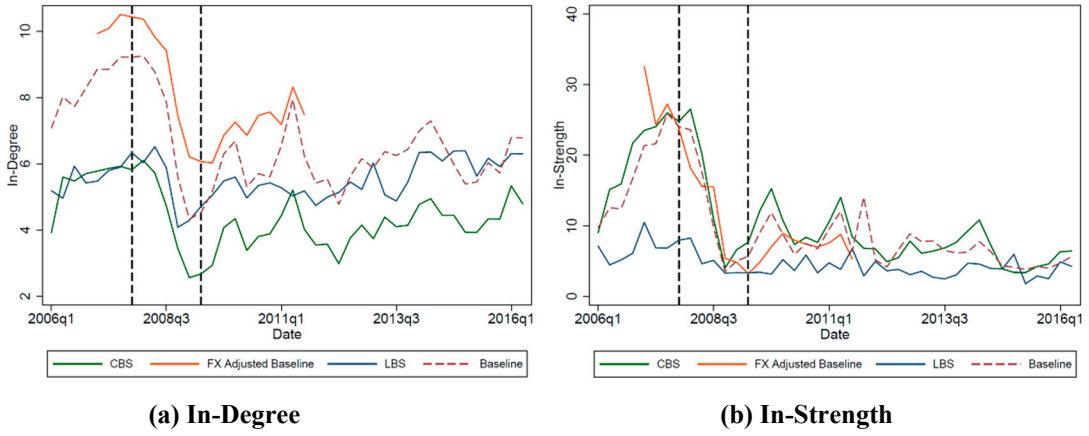 10
8
6
4
2
In-Degree
2006q1 2008q3 2011q1 2013q3 2016q1
Date
CBS FX Adjusted Baseline LBS Baseline
(a) In-Degree
40
30
20
10
0
In-Strength
2006q1 2008q3 2011q1 2013q3 2016q1
Date
CBS FX Adjusted Baseline LBS Baseline
(b) In-Strength